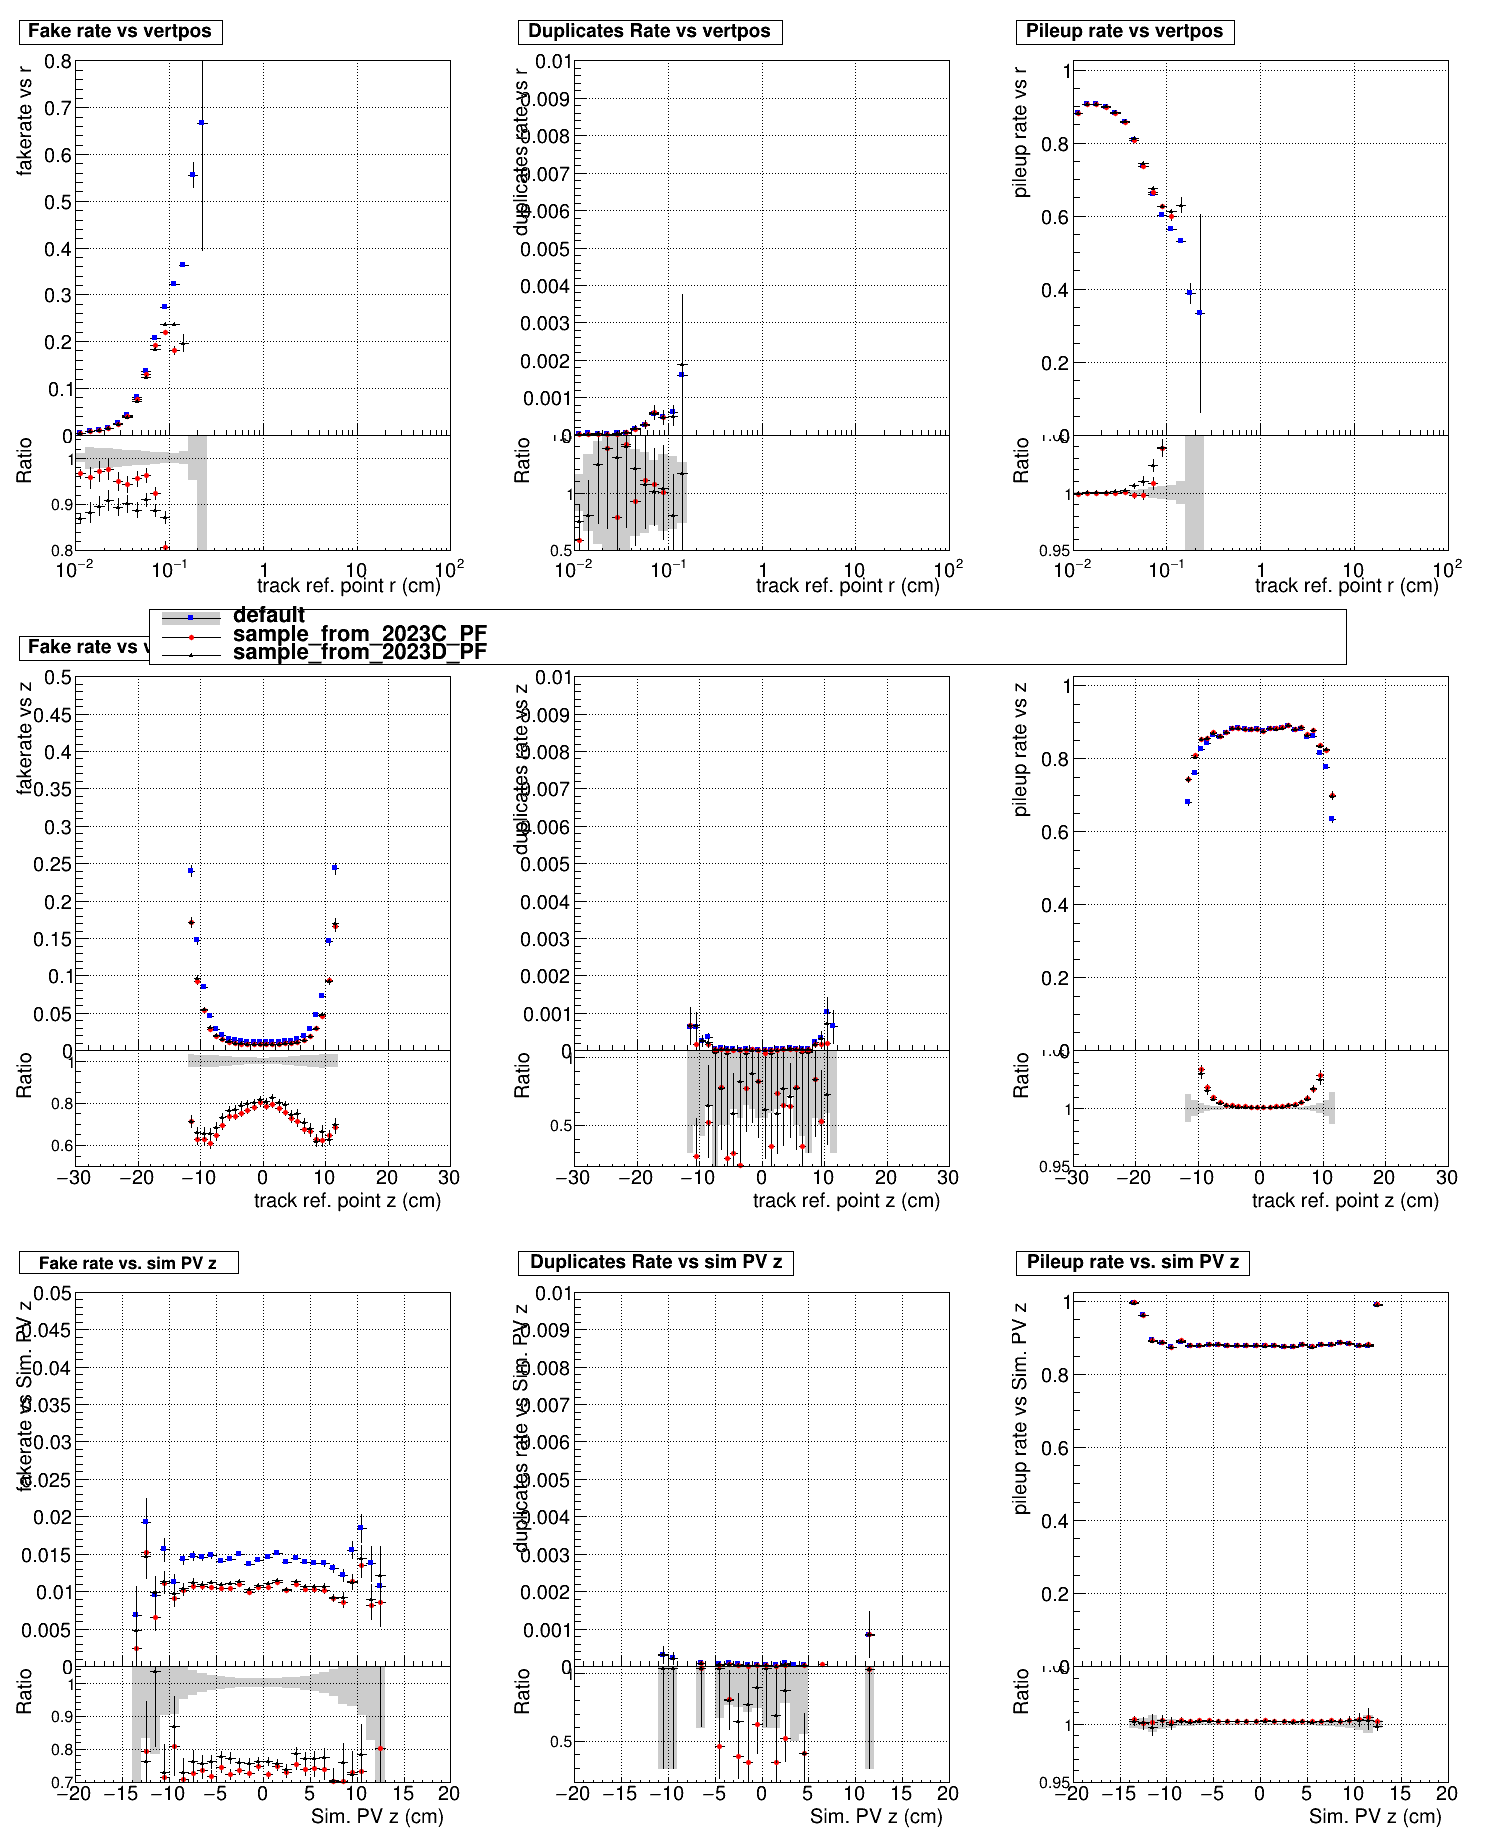 Fake rate vs vertpos
fakerate vs r
0.8
0.7
0.6
0.5
0.4
0.3
0.2
0.1
0
Ratio
1
0.9
0.8
10⁻² 10⁻¹ 1 10 10²
track ref. point r (cm)
Duplicates Rate vs vertpos
duplicates rate vs r
0.01
0.009
0.008
0.007
0.006
0.005
0.004
0.003
0.002
0.001
0
Ratio
1
0.5
10⁻² 10⁻¹ 1 10 10²
track ref. point r (cm)
Pileup rate vs vertpos
pileup rate vs r
1
0.8
0.6
0.4
0.2
0
Ratio
1
0.95
10⁻² 10⁻¹ 1 10 10²
track ref. point r (cm)
default
sample_from_2023C_PF
sample_from_2023D_PF
Fake rate vs v
fakerate vs z
0.5
0.45
0.4
0.35
0.3
0.25
0.2
0.15
0.1
0.05
0
Ratio
1
0.8
0.6
−30 −20 −10 0 10 20 30
track ref. point z (cm)
duplicates rate vs z
0.01
0.009
0.008
0.007
0.006
0.005
0.004
0.003
0.002
0.001
0
Ratio
1
0.5
−30 −20 −10 0 10 20 30
track ref. point z (cm)
pileup rate vs z
1
0.8
0.6
0.4
0.2
0
Ratio
1
0.95
−30 −20 −10 0 10 20 30
track ref. point z (cm)
Fake rate vs. sim PV z
fakerate vs Sim. PV z
0.05
0.045
0.04
0.035
0.03
0.025
0.02
0.015
0.01
0.005
0
Ratio
1
0.9
0.8
0.7
−20 −15 −10 −5 0 5 10 15 20
Sim. PV z (cm)
Duplicates Rate vs sim PV z
duplicates rate vs Sim. PV z
0.01
0.009
0.008
0.007
0.006
0.005
0.004
0.003
0.002
0.001
0
Ratio
1
0.5
−20 −15 −10 −5 0 5 10 15 20
Sim. PV z (cm)
Pileup rate vs. sim PV z
pileup rate vs Sim. PV z
1
0.8
0.6
0.4
0.2
0
Ratio
1
0.95
−20 −15 −10 −5 0 5 10 15 20
Sim. PV z (cm)